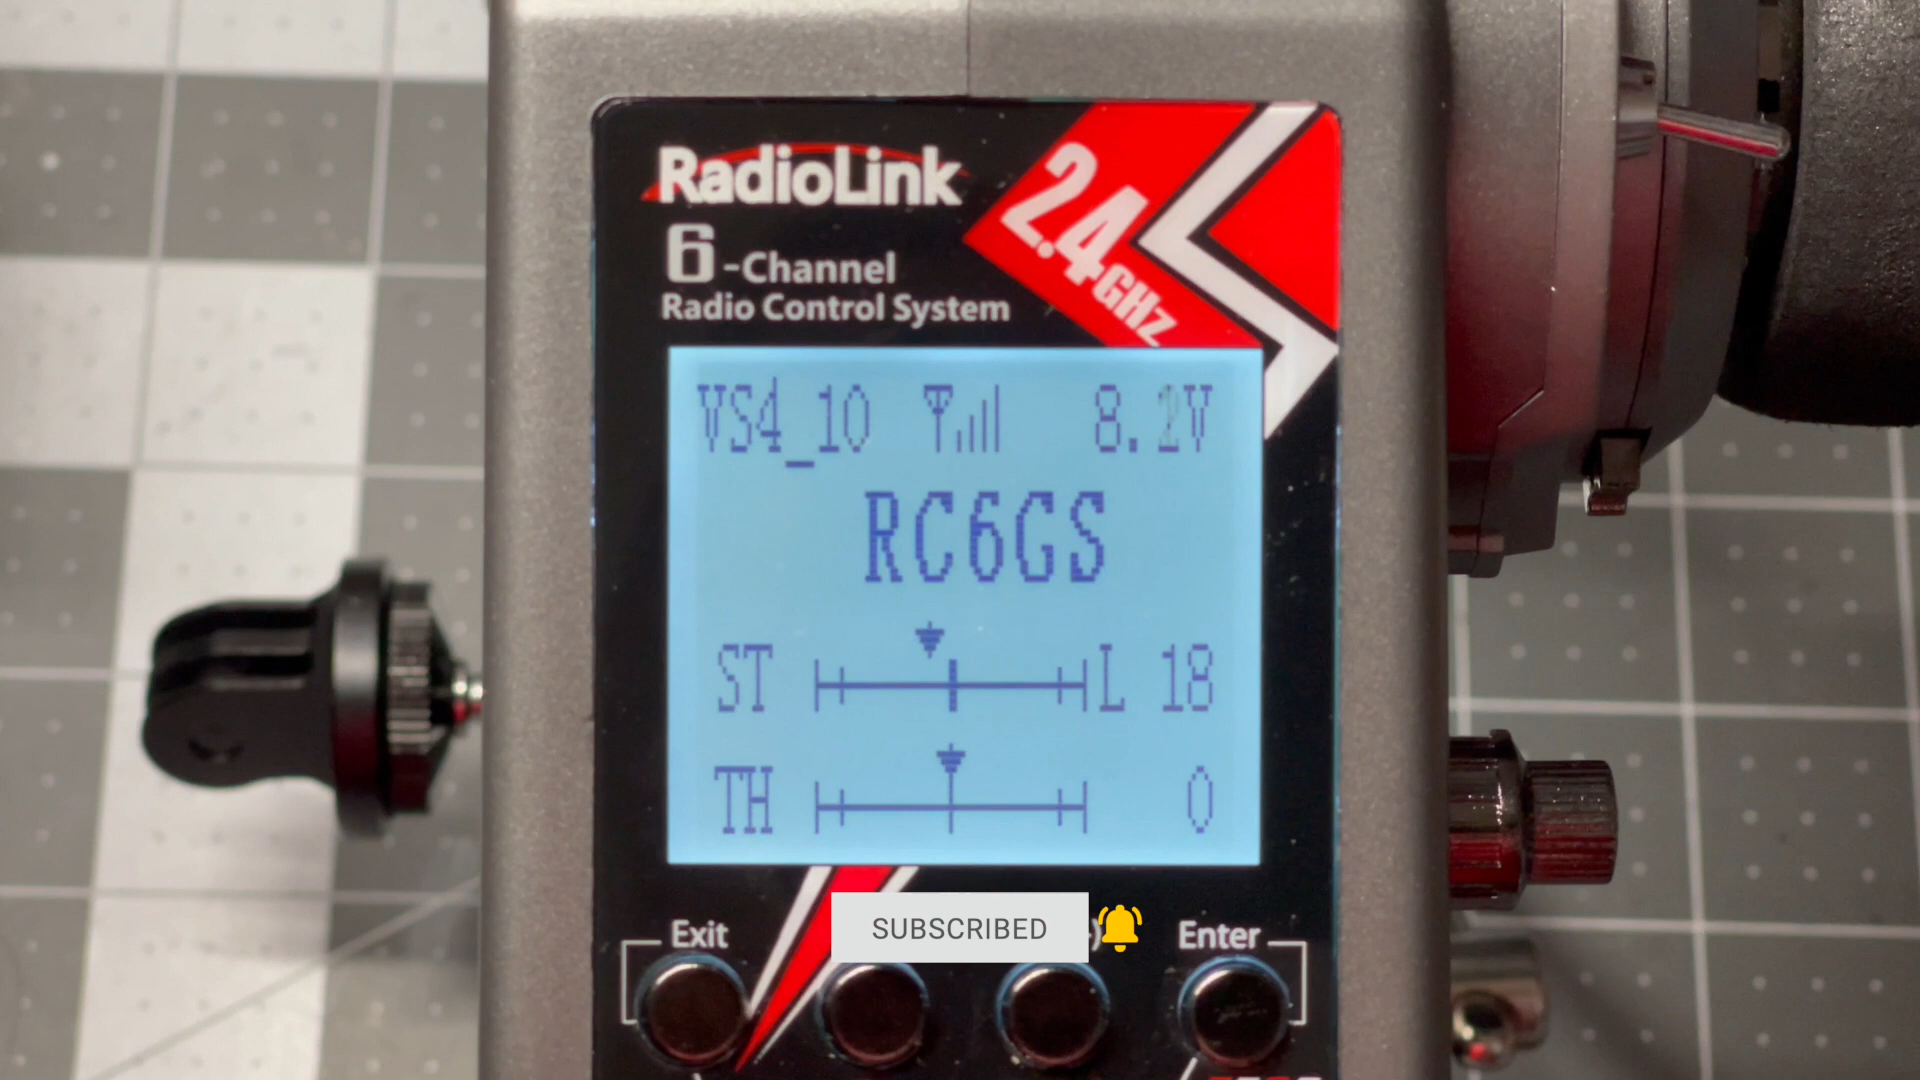 RadioLink
6-Channel
Radio Control System
2.4GHz
VS4_10 8.2V
RC6GS
ST L 18
TH 0
Exit
SUBSCRIBED
Enter